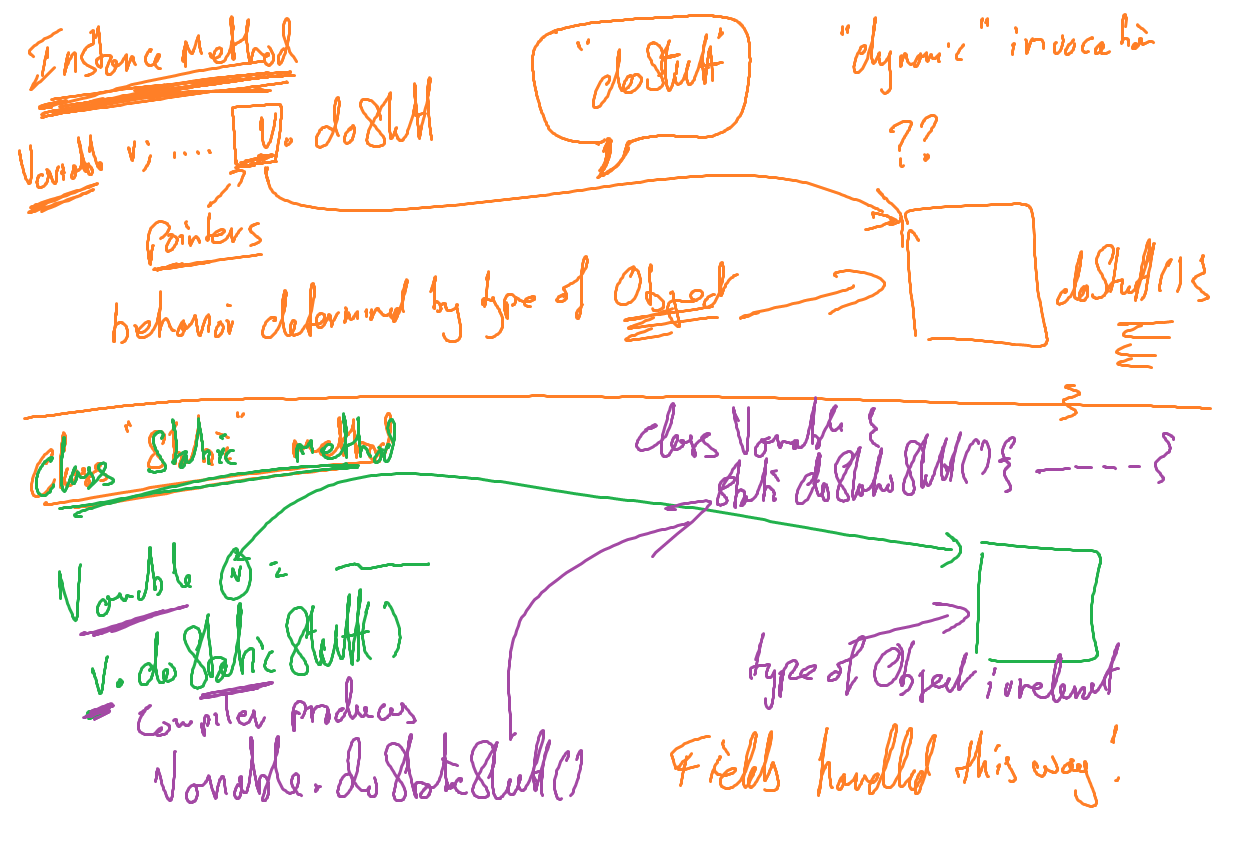 Instance Method
"doStuff"
"dynamic" invocation
Variable v; .... v. doStuff
??
Pointers
behavior determined by type of Object
doStuff() {
}
Class "Static" method
class Variable {
static doStaticStuff() { ------ }
Variable v =
v. doStaticStuff()
type of Object irrelevant
Compiler produces
Variable. doStaticStuff()
Fields handled this way!